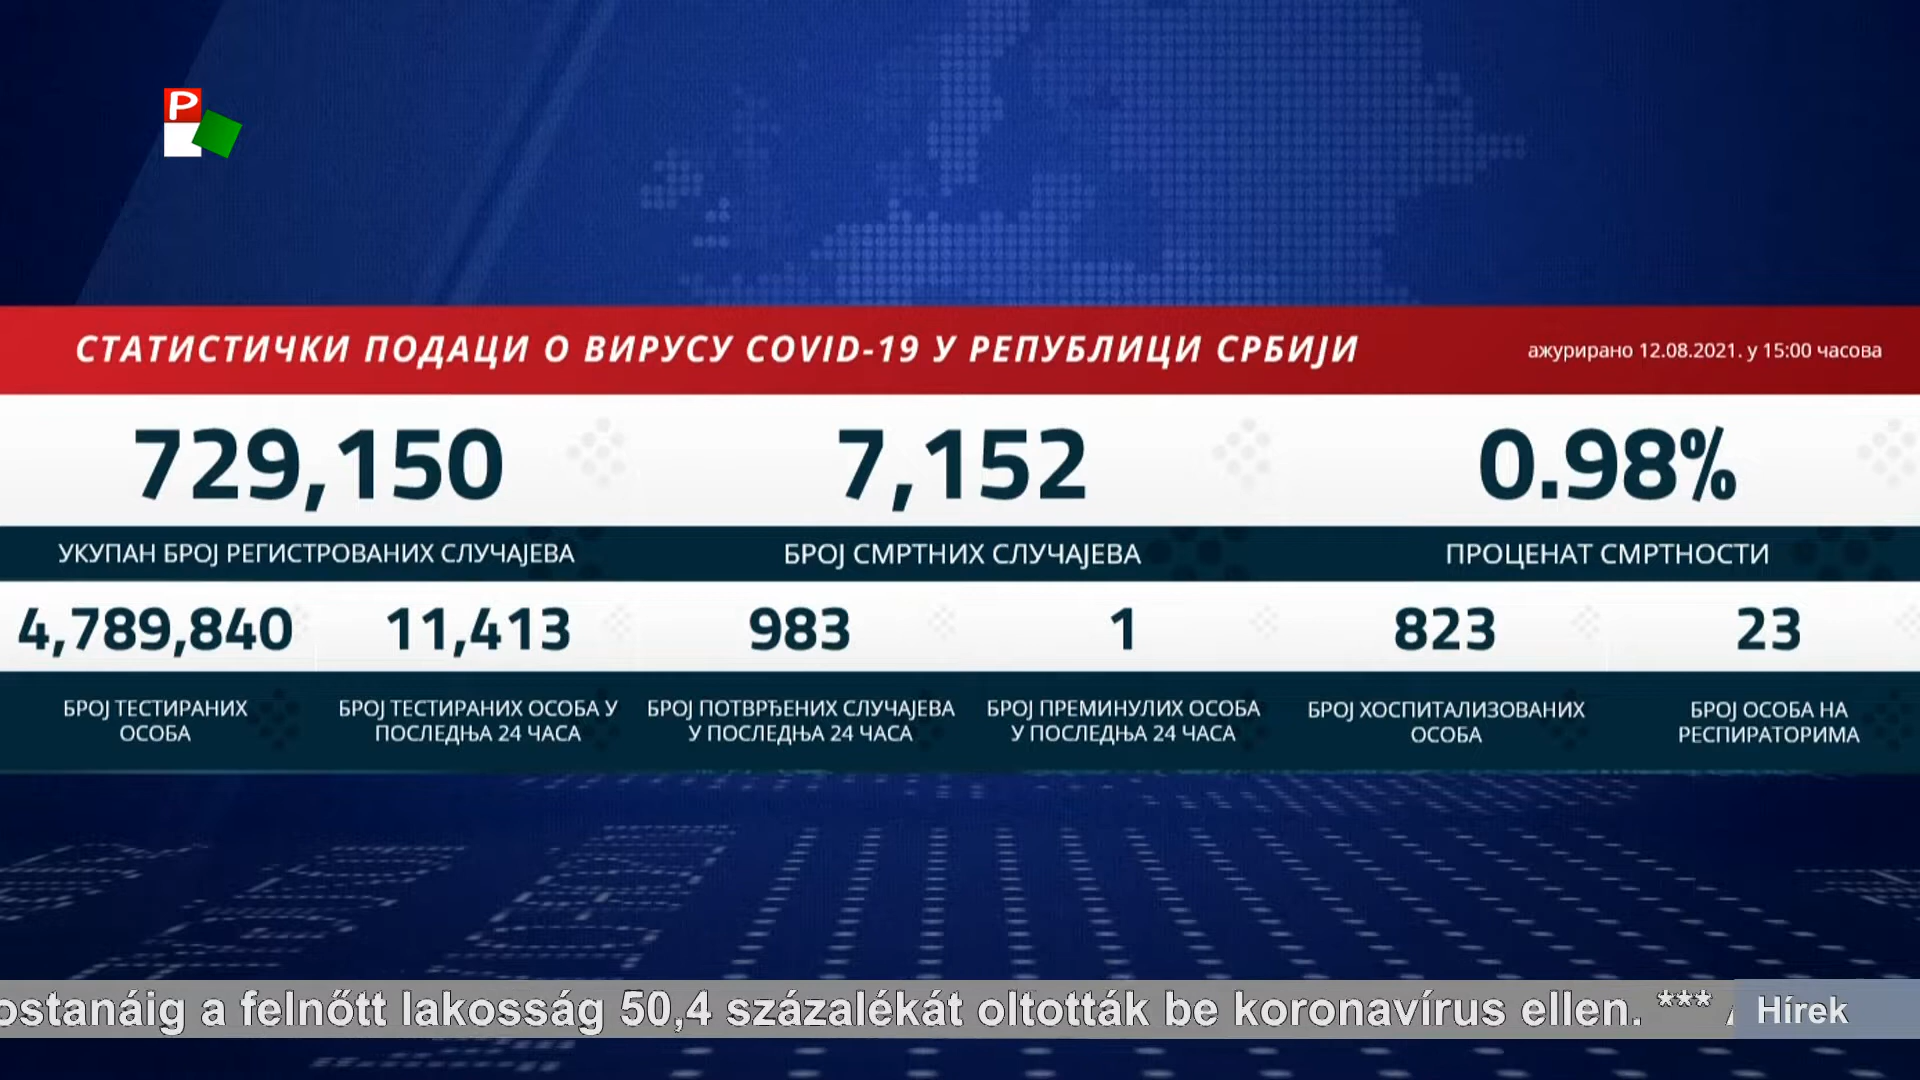 P
СТАТИСТИЧКИ ПОДАЦИ О ВИРУСУ COVID-19 У РЕПУБЛИЦИ СРБИЈИ
ажурирано 12.08.2021. у 15:00 часова
729,150
7,152
0.98%
УКУПАН БРОЈ РЕГИСТРОВАНИХ СЛУЧАЈЕВА
БРОЈ СМРТНИХ СЛУЧАЈЕВА
ПРОЦЕНАТ СМРТНОСТИ
4,789,840
11,413
983
1
823
23
БРОЈ ТЕСТИРАНИХ
ОСОБА
БРОЈ ТЕСТИРАНИХ ОСОБА У
ПОСЛЕДЊА 24 ЧАСА
БРОЈ ПОТВРЂЕНИХ СЛУЧАЈЕВА
У ПОСЛЕДЊА 24 ЧАСА
БРОЈ ПРЕМИНУЛИХ ОСОБА
У ПОСЛЕДЊА 24 ЧАСА
БРОЈ ХОСПИТАЛИЗОВАНИХ
ОСОБА
БРОЈ ОСОБА НА
РЕСПИРАТОРИМА
ostanáig a felnőtt lakosság 50,4 százalékát oltották be koronavírus ellen. ***
Hírek